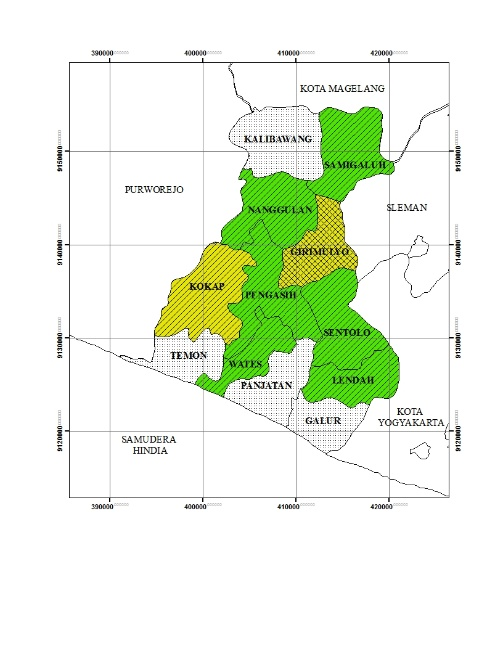 390000 400000 410000 420000
KOTA MAGELANG
KALIBAWANG
9150000 SAMIGALUH 9150000
PURWOREJO
NANGGULAN SLEMAN
9140000 GIRIMULYO 9140000
KOKAP
PENGASIH
9130000 SENTOLO 9130000
TEMON
WATES
PANJATAN LENDAH
GALUR KOTA
YOGYAKARTA
9120000 SAMUDERA 9120000
HINDIA
390000 400000 410000 420000